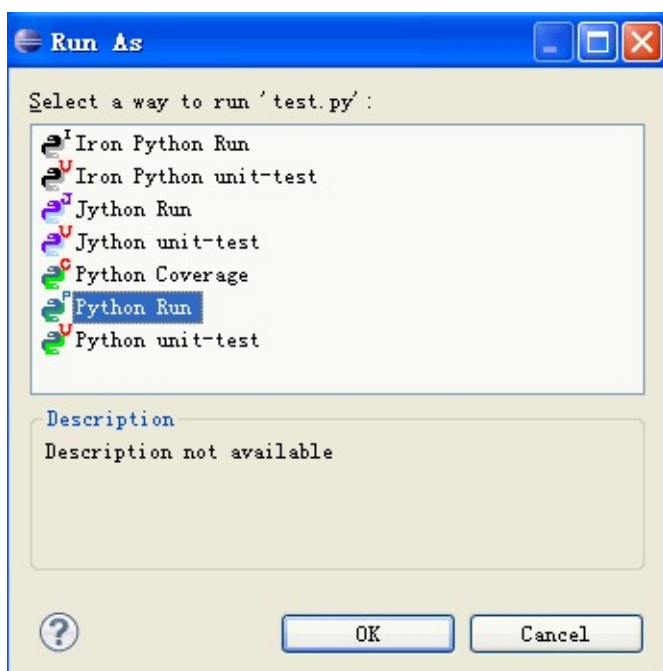 Run As
Select a way to run 'test.py':
Iron Python Run
Iron Python unit-test
Jython Run
Jython unit-test
Python Coverage
Python Run
Python unit-test
Description
Description not available
OK
Cancel